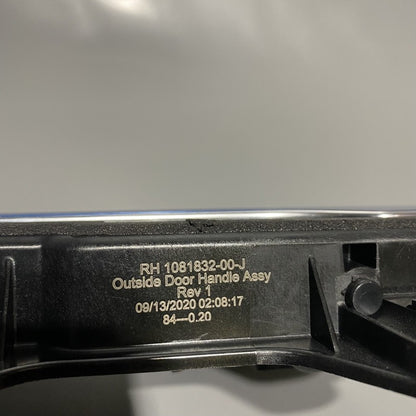 RH 1081832-00-J
Outside Door Handle Assy
Rev 1
09/13/2020 02:08:17
84—0.20